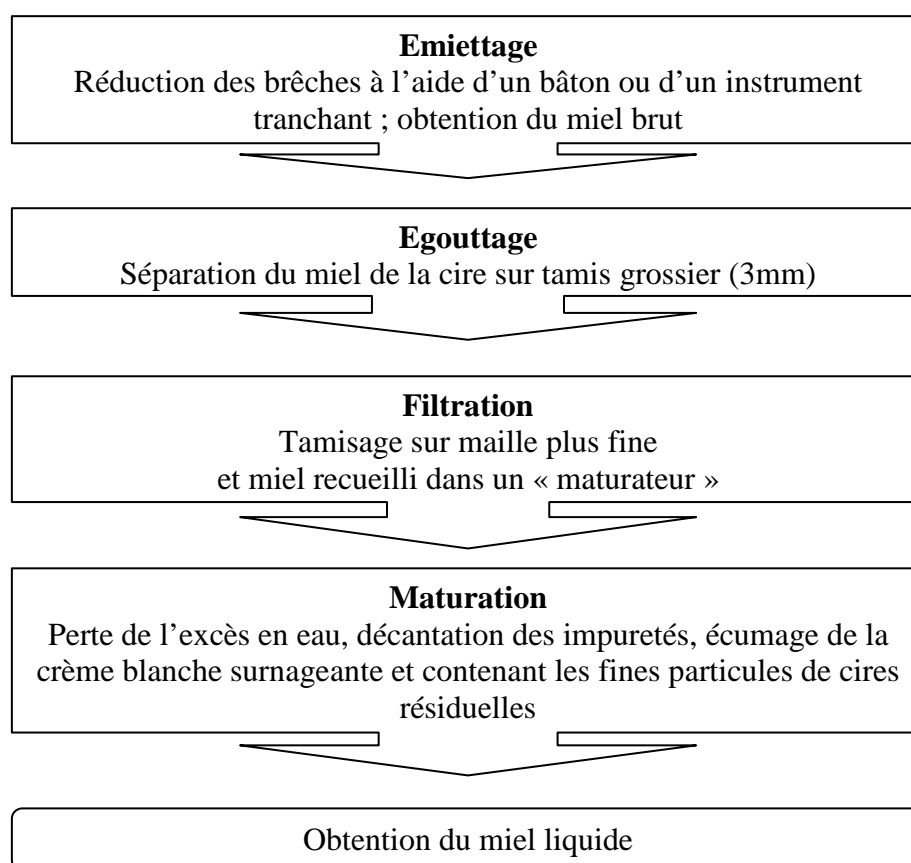 Emiettage
Réduction des brêches à l’aide d’un bâton ou d’un instrument
tranchant ; obtention du miel brut
Egouttage
Séparation du miel de la cire sur tamis grossier (3mm)
Filtration
Tamisage sur maille plus fine
et miel recueilli dans un « maturateur »
Maturation
Perte de l’excès en eau, décantation des impuretés, écumage de la
crème blanche surnageante et contenant les fines particules de cires
résiduelles
Obtention du miel liquide